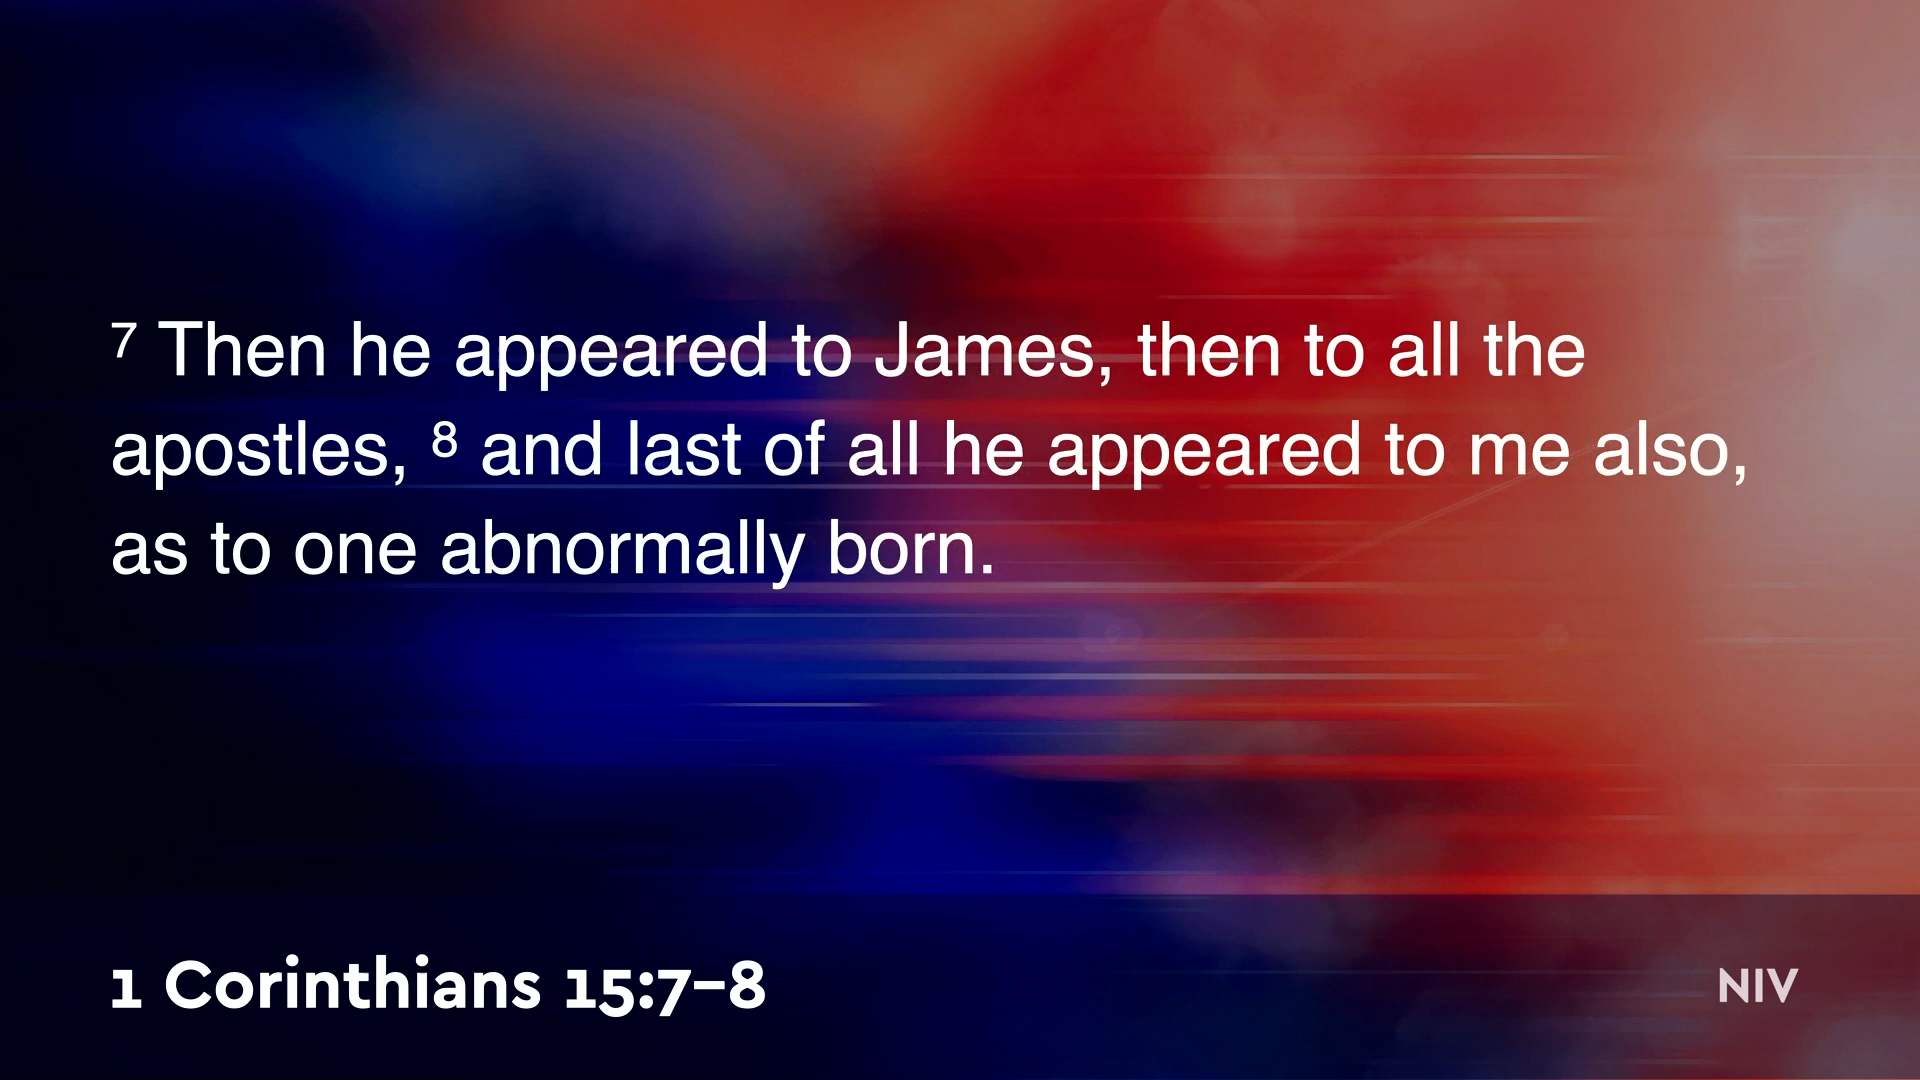 ⁷ Then he appeared to James, then to all the
apostles, ⁸ and last of all he appeared to me also,
as to one abnormally born.
1 Corinthians 15:7–8
NIV